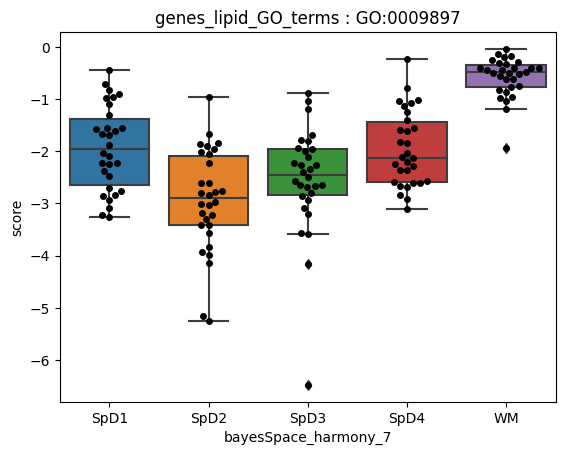 genes_lipid_GO_terms : GO:0009897
score
0
−1
−2
−3
−4
−5
−6
SpD1 SpD2 SpD3 SpD4 WM
bayesSpace_harmony_7